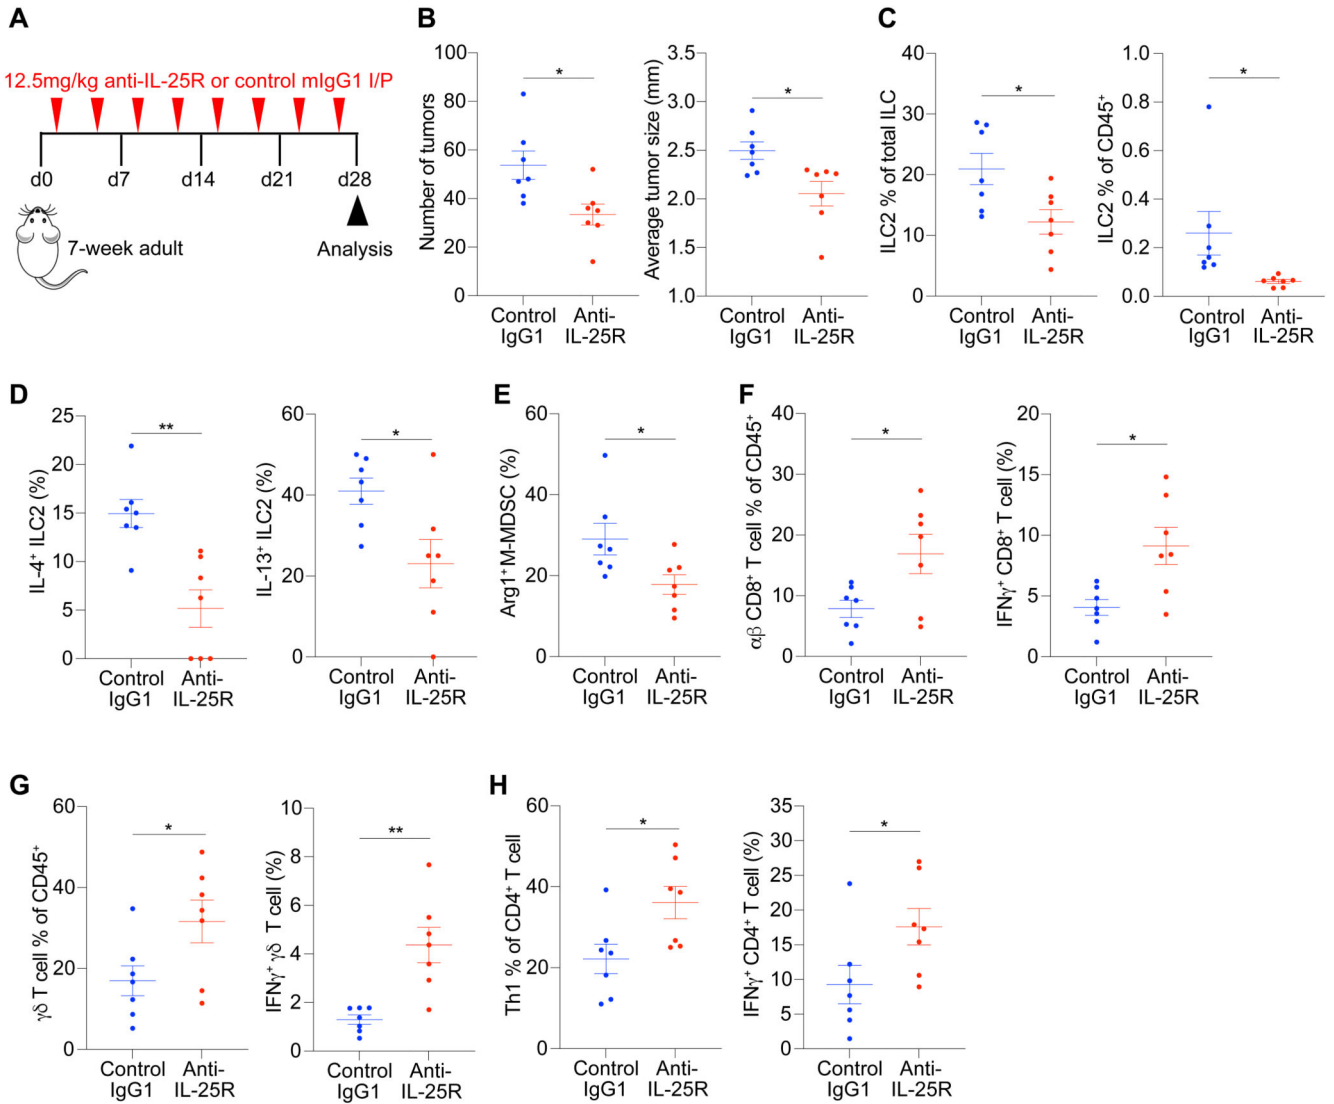 A
12.5mg/kg anti-IL-25R or control mIgG1 I/P
d0
d7
d14
d21
d28
7-week adult
Analysis
B
Number of tumors
100
80
60
40
20
0
*
Control
IgG1
Anti-
IL-25R
Average tumor size (mm)
3.5
3.0
2.5
2.0
1.5
1.0
*
Control
IgG1
Anti-
IL-25R
C
ILC2 % of total ILC
40
30
20
10
0
*
Control
IgG1
Anti-
IL-25R
ILC2 % of CD45⁺
1.0
0.8
0.6
0.4
0.2
0.0
*
Control
IgG1
Anti-
IL-25R
D
IL-4⁺ ILC2 (%)
25
20
15
10
5
0
**
Control
IgG1
Anti-
IL-25R
IL-13⁺ ILC2 (%)
60
40
20
0
*
Control
IgG1
Anti-
IL-25R
E
Arg1⁺ M-MDSC (%)
60
40
20
0
*
Control
IgG1
Anti-
IL-25R
F
αβ CD8⁺ T cell % of CD45⁺
40
30
20
10
0
*
Control
IgG1
Anti-
IL-25R
IFNγ⁺ CD8⁺ T cell (%)
20
15
10
5
0
*
Control
IgG1
Anti-
IL-25R
G
γδ T cell % of CD45⁺
60
40
20
0
*
Control
IgG1
Anti-
IL-25R
IFNγ⁺ γδ T cell (%)
10
8
6
4
2
0
**
Control
IgG1
Anti-
IL-25R
H
Th1 % of CD4⁺ T cell
60
40
20
0
*
Control
IgG1
Anti-
IL-25R
IFNγ⁺ CD4⁺ T cell (%)
35
30
25
20
15
10
5
0
*
Control
IgG1
Anti-
IL-25R